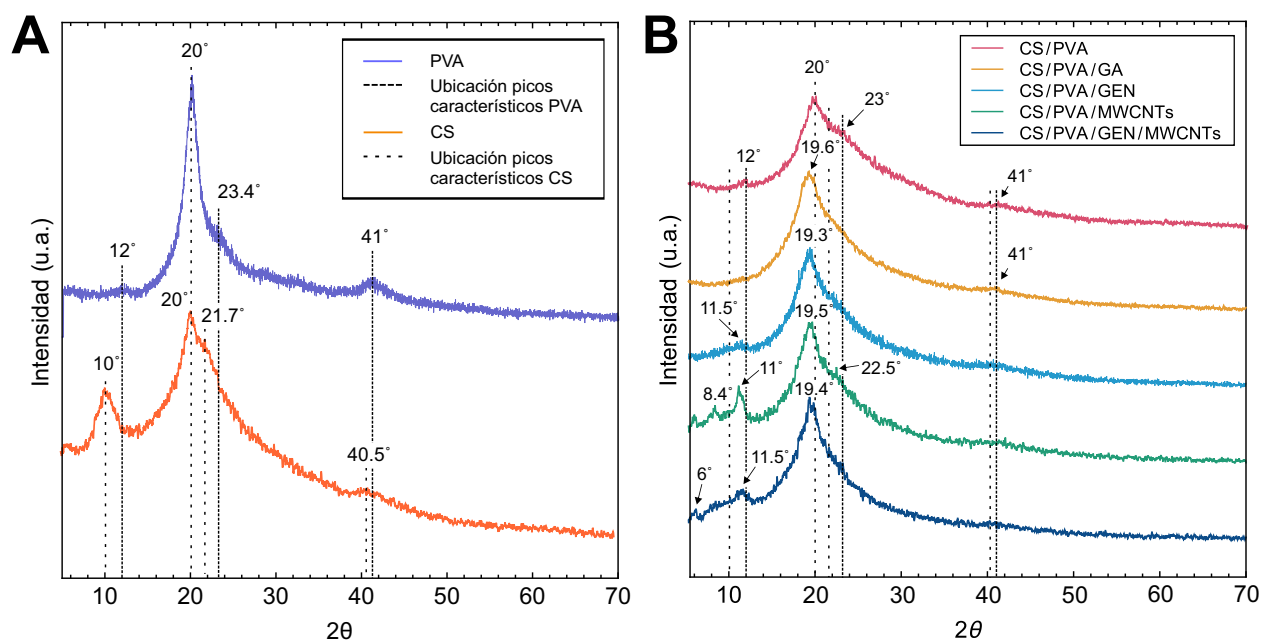 A
20°
PVA
Ubicación picos
característicos PVA
CS
Ubicación picos
característicos CS
23.4°
12°
41°
20°
21.7°
10°
40.5°
Intensidad (u.a.)
10 20 30 40 50 60 70
2θ
B
CS/PVA
CS/PVA/GA
CS/PVA/GEN
CS/PVA/MWCNTs
CS/PVA/GEN/MWCNTs
20°
23°
12°
19.6°
41°
19.3°
41°
11.5°
19.5°
8.4°
11°
22.5°
19.4°
6°
11.5°
Intensidad (u.a.)
10 20 30 40 50 60 70
2θ